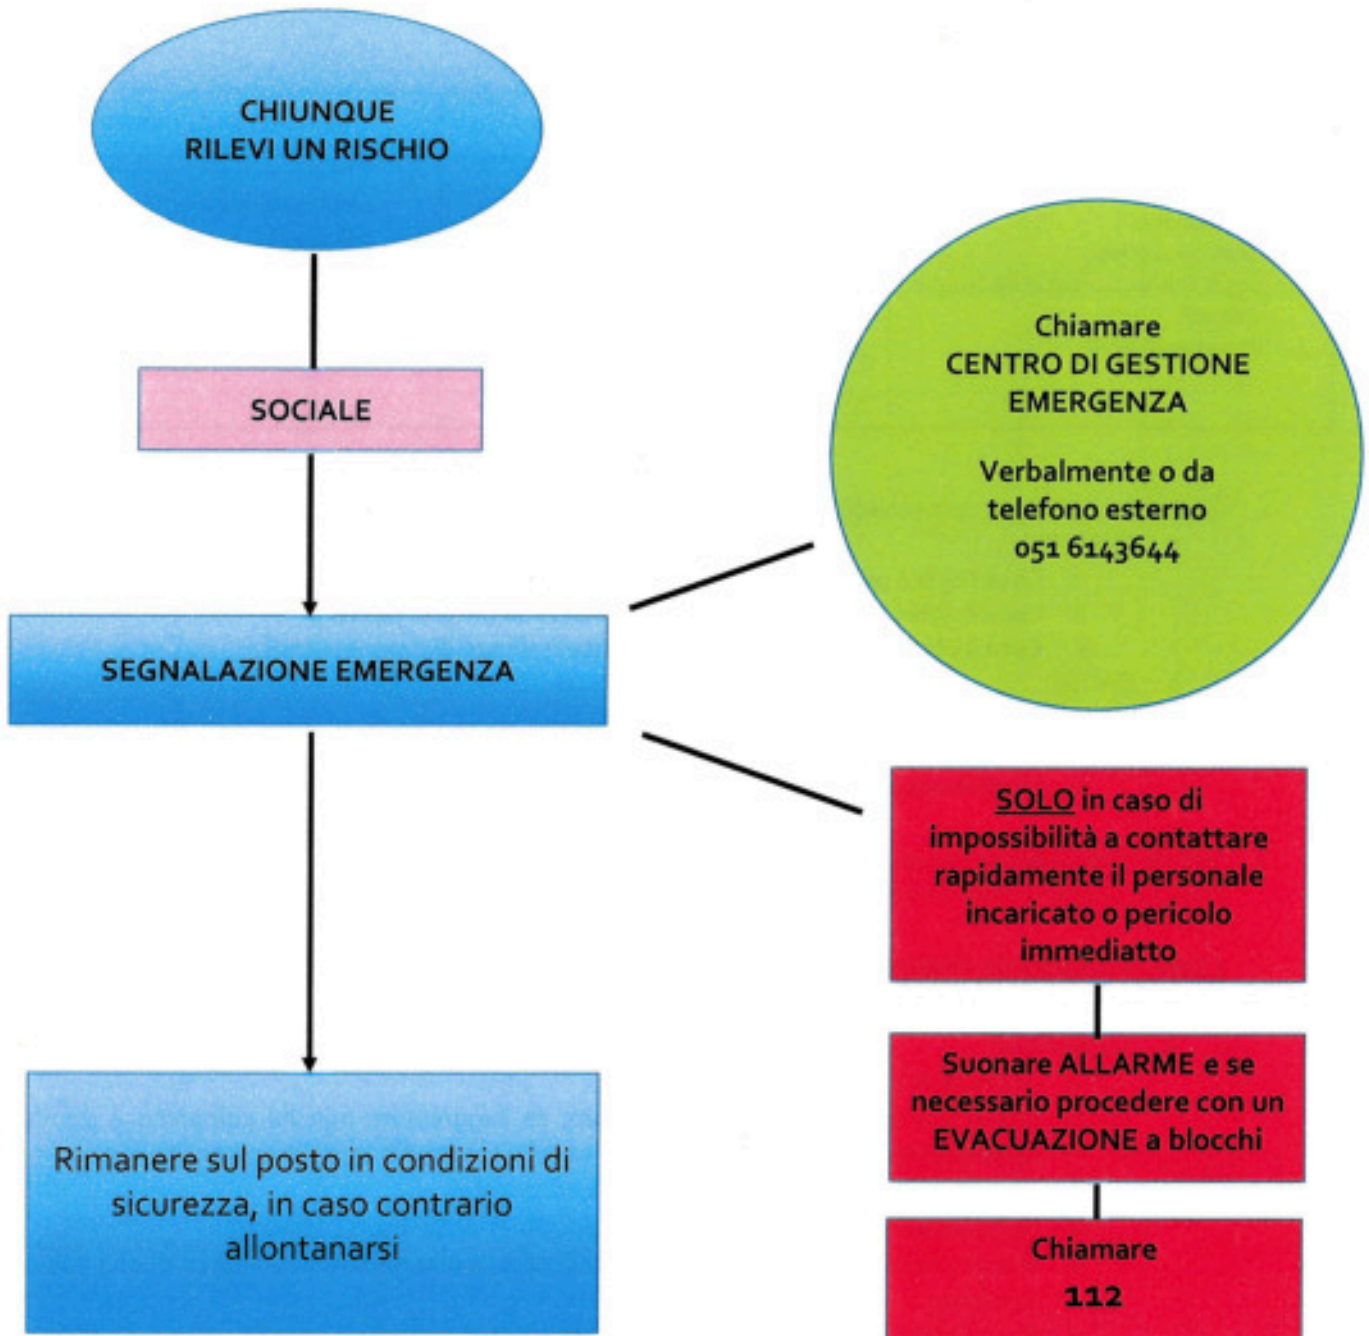 CHIUNQUE
RILEVI UN RISCHIO
SOCIALE
SEGNALAZIONE EMERGENZA
Chiamare
CENTRO DI GESTIONE
EMERGENZA
Verbalmente o da
telefono esterno
051 6143644
SOLO in caso di
impossibilità a contattare
rapidamente il personale
incaricato o pericolo
immediatto
Suonare ALLARME e se
necessario procedere con un
EVACUAZIONE a blocchi
Chiamare
112
Rimanere sul posto in condizioni di
sicurezza, in caso contrario
allontanarsi